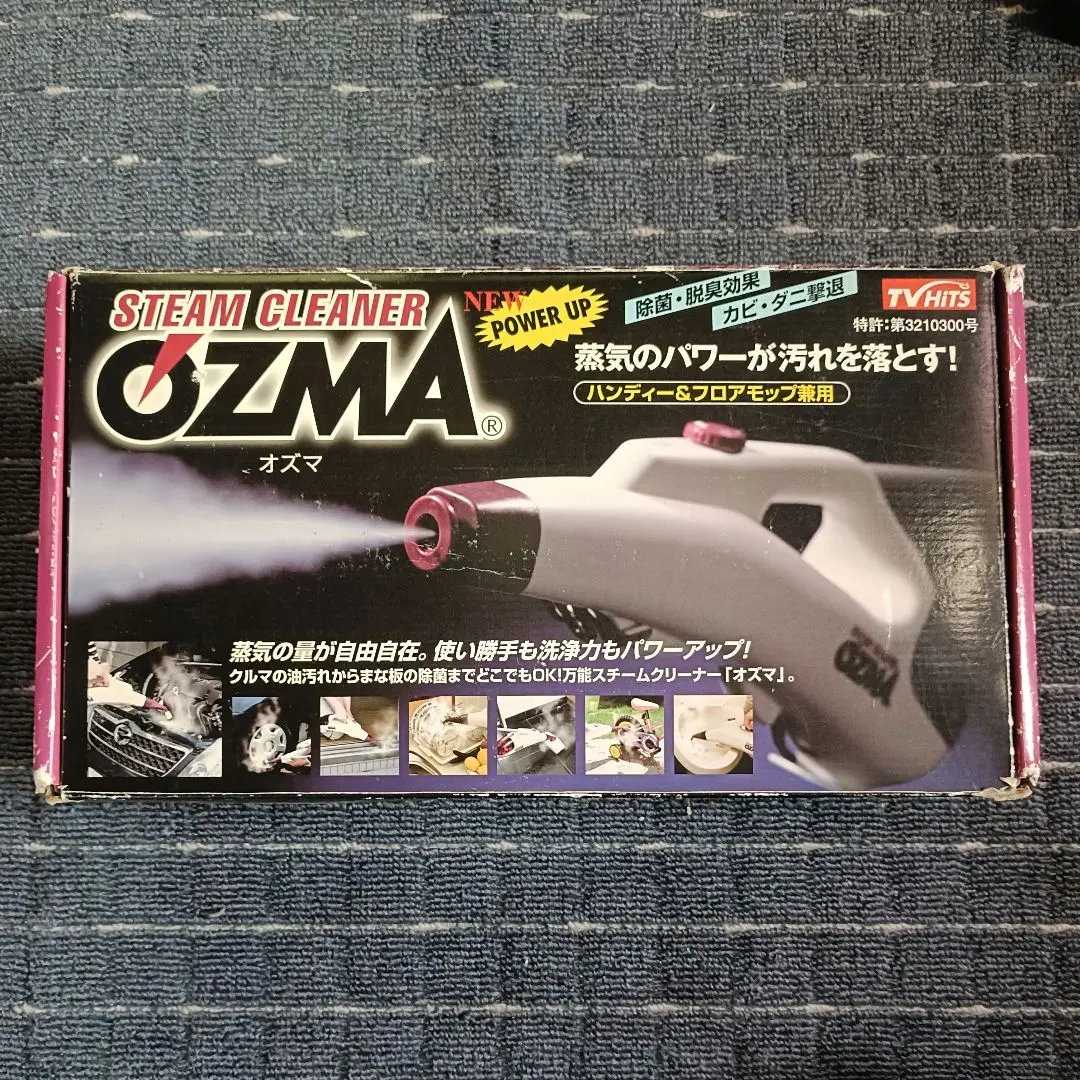 STEAM CLEANER
NEW
POWER UP
O'ZMA®
オズマ
除菌・脱臭効果
カビ・ダニ撃退
TV HiTS
特許:第3210300号
蒸気のパワーが汚れを落とす!
ハンディー&フロアモップ兼用
OZMA
蒸気の量が自由自在。使い勝手も洗浄力もパワーアップ!
クルマの油汚れからまな板の除菌までどこでもOK!万能スチームクリーナー「オズマ」。